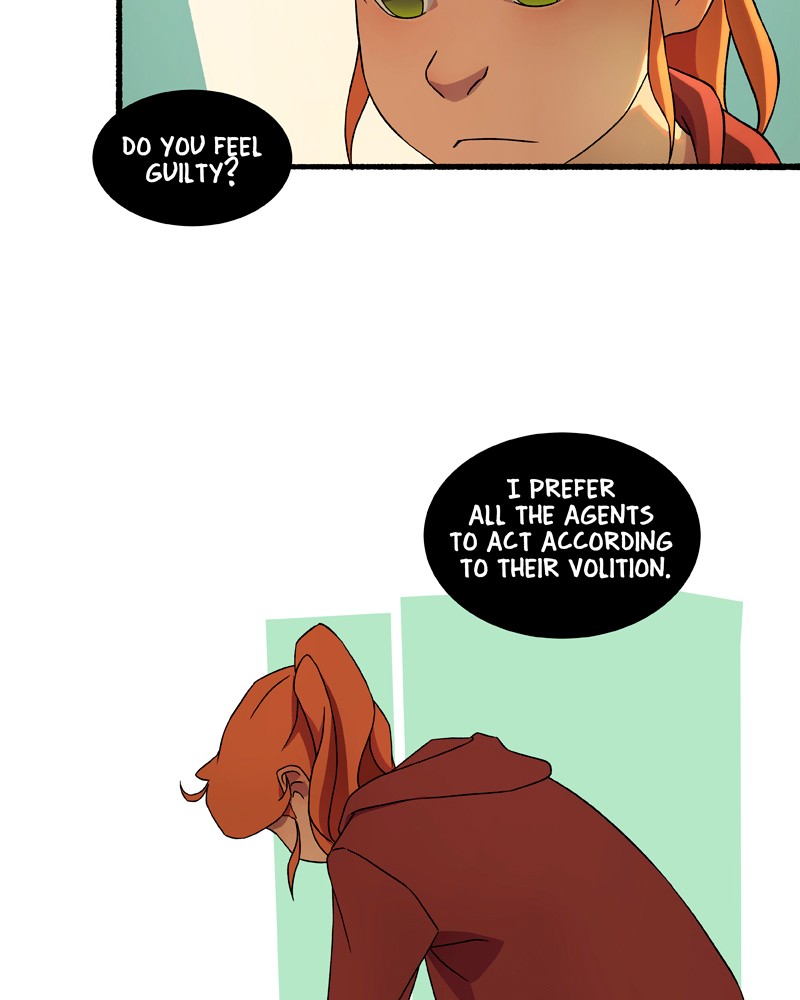 DO YOU FEEL
GUILTY?
I PREFER
ALL THE AGENTS
TO ACT ACCORDING
TO THEIR VOLITION.